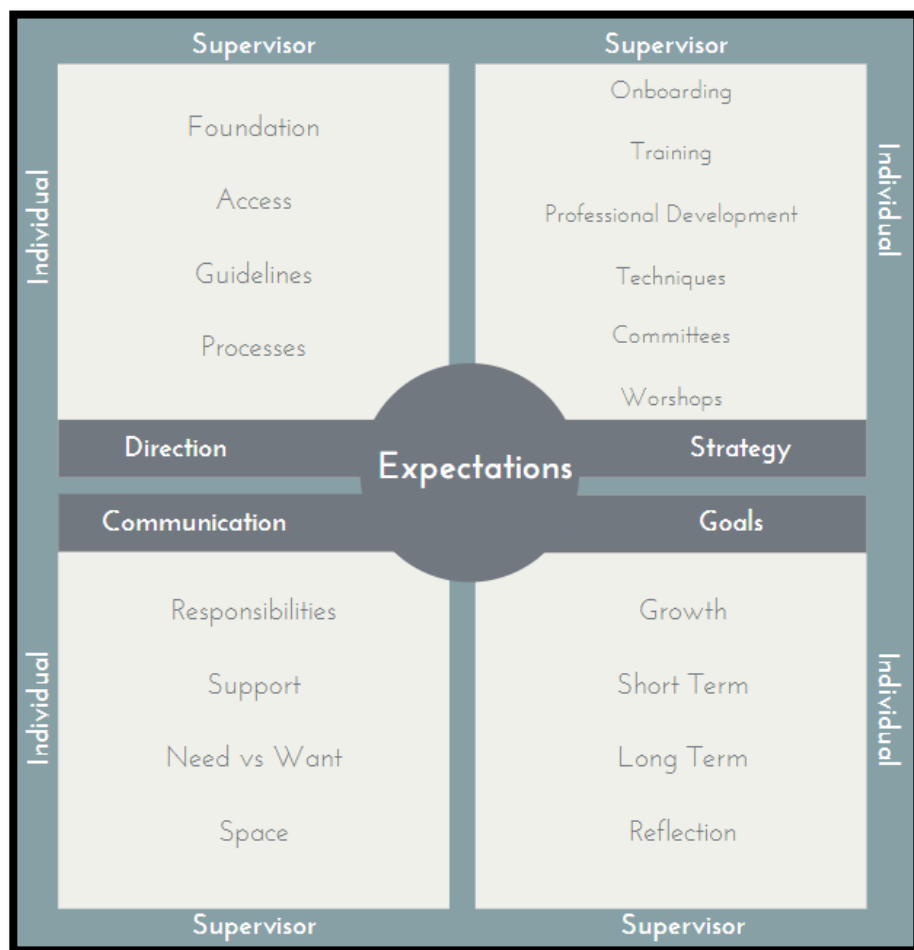 Supervisor
Supervisor
Individual
Foundation
Access
Guidelines
Processes
Onboarding
Training
Professional Development
Techniques
Committees
Worshops
Individual
Direction
Expectations
Strategy
Communication
Goals
Individual
Responsibilities
Support
Need vs Want
Space
Growth
Short Term
Long Term
Reflection
Individual
Supervisor
Supervisor